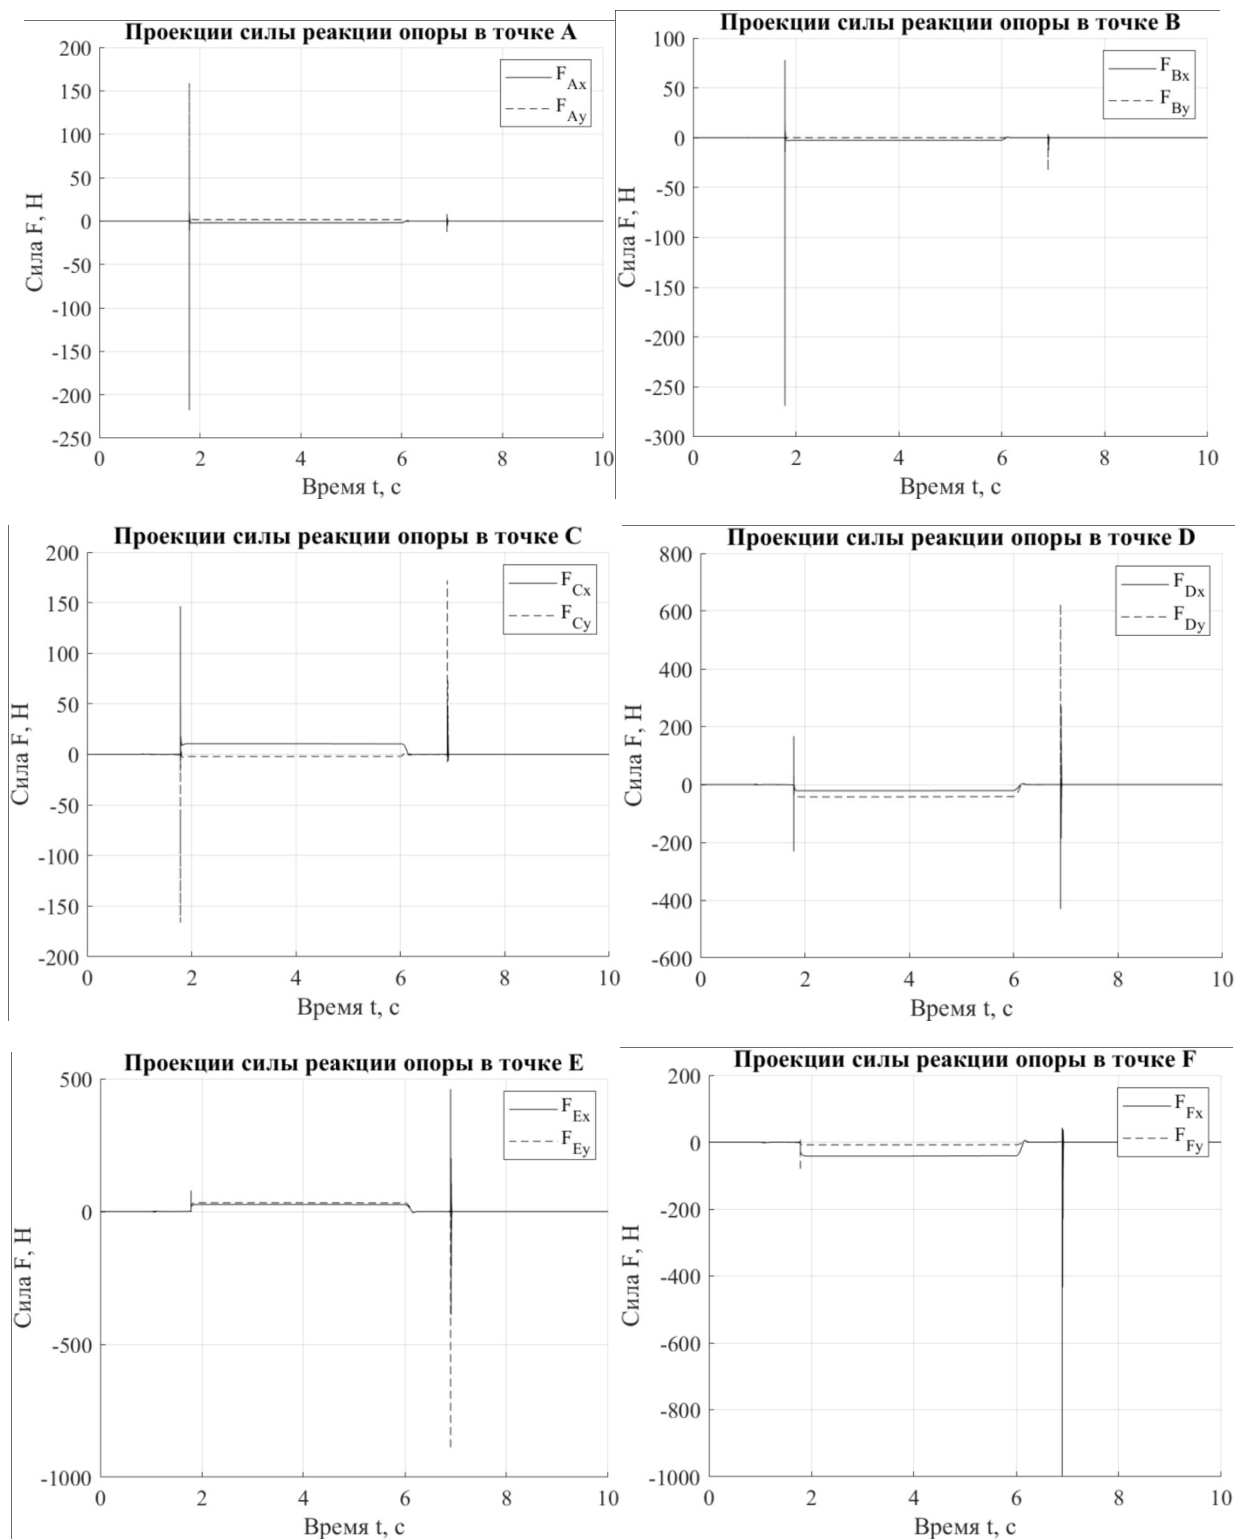 Проекции силы реакции опоры в точке A
200
150
100
50
0
-50
-100
-150
-200
-250
Сила F, Н
F_Ax
F_Ay
0 2 4 6 8 10
Время t, с
Проекции силы реакции опоры в точке B
100
50
0
-50
-100
-150
-200
-250
-300
Сила F, Н
F_Bx
F_By
0 2 4 6 8 10
Время t, с
Проекции силы реакции опоры в точке C
200
150
100
50
0
-50
-100
-150
-200
Сила F, Н
F_Cx
F_Cy
0 2 4 6 8 10
Время t, с
Проекции силы реакции опоры в точке D
800
600
400
200
0
-200
-400
-600
Сила F, Н
F_Dx
F_Dy
0 2 4 6 8 10
Время t, с
Проекции силы реакции опоры в точке E
500
0
-500
-1000
Сила F, Н
F_Ex
F_Ey
0 2 4 6 8 10
Время t, с
Проекции силы реакции опоры в точке F
200
0
-200
-400
-600
-800
-1000
Сила F, Н
F_Fx
F_Fy
0 2 4 6 8 10
Время t, с